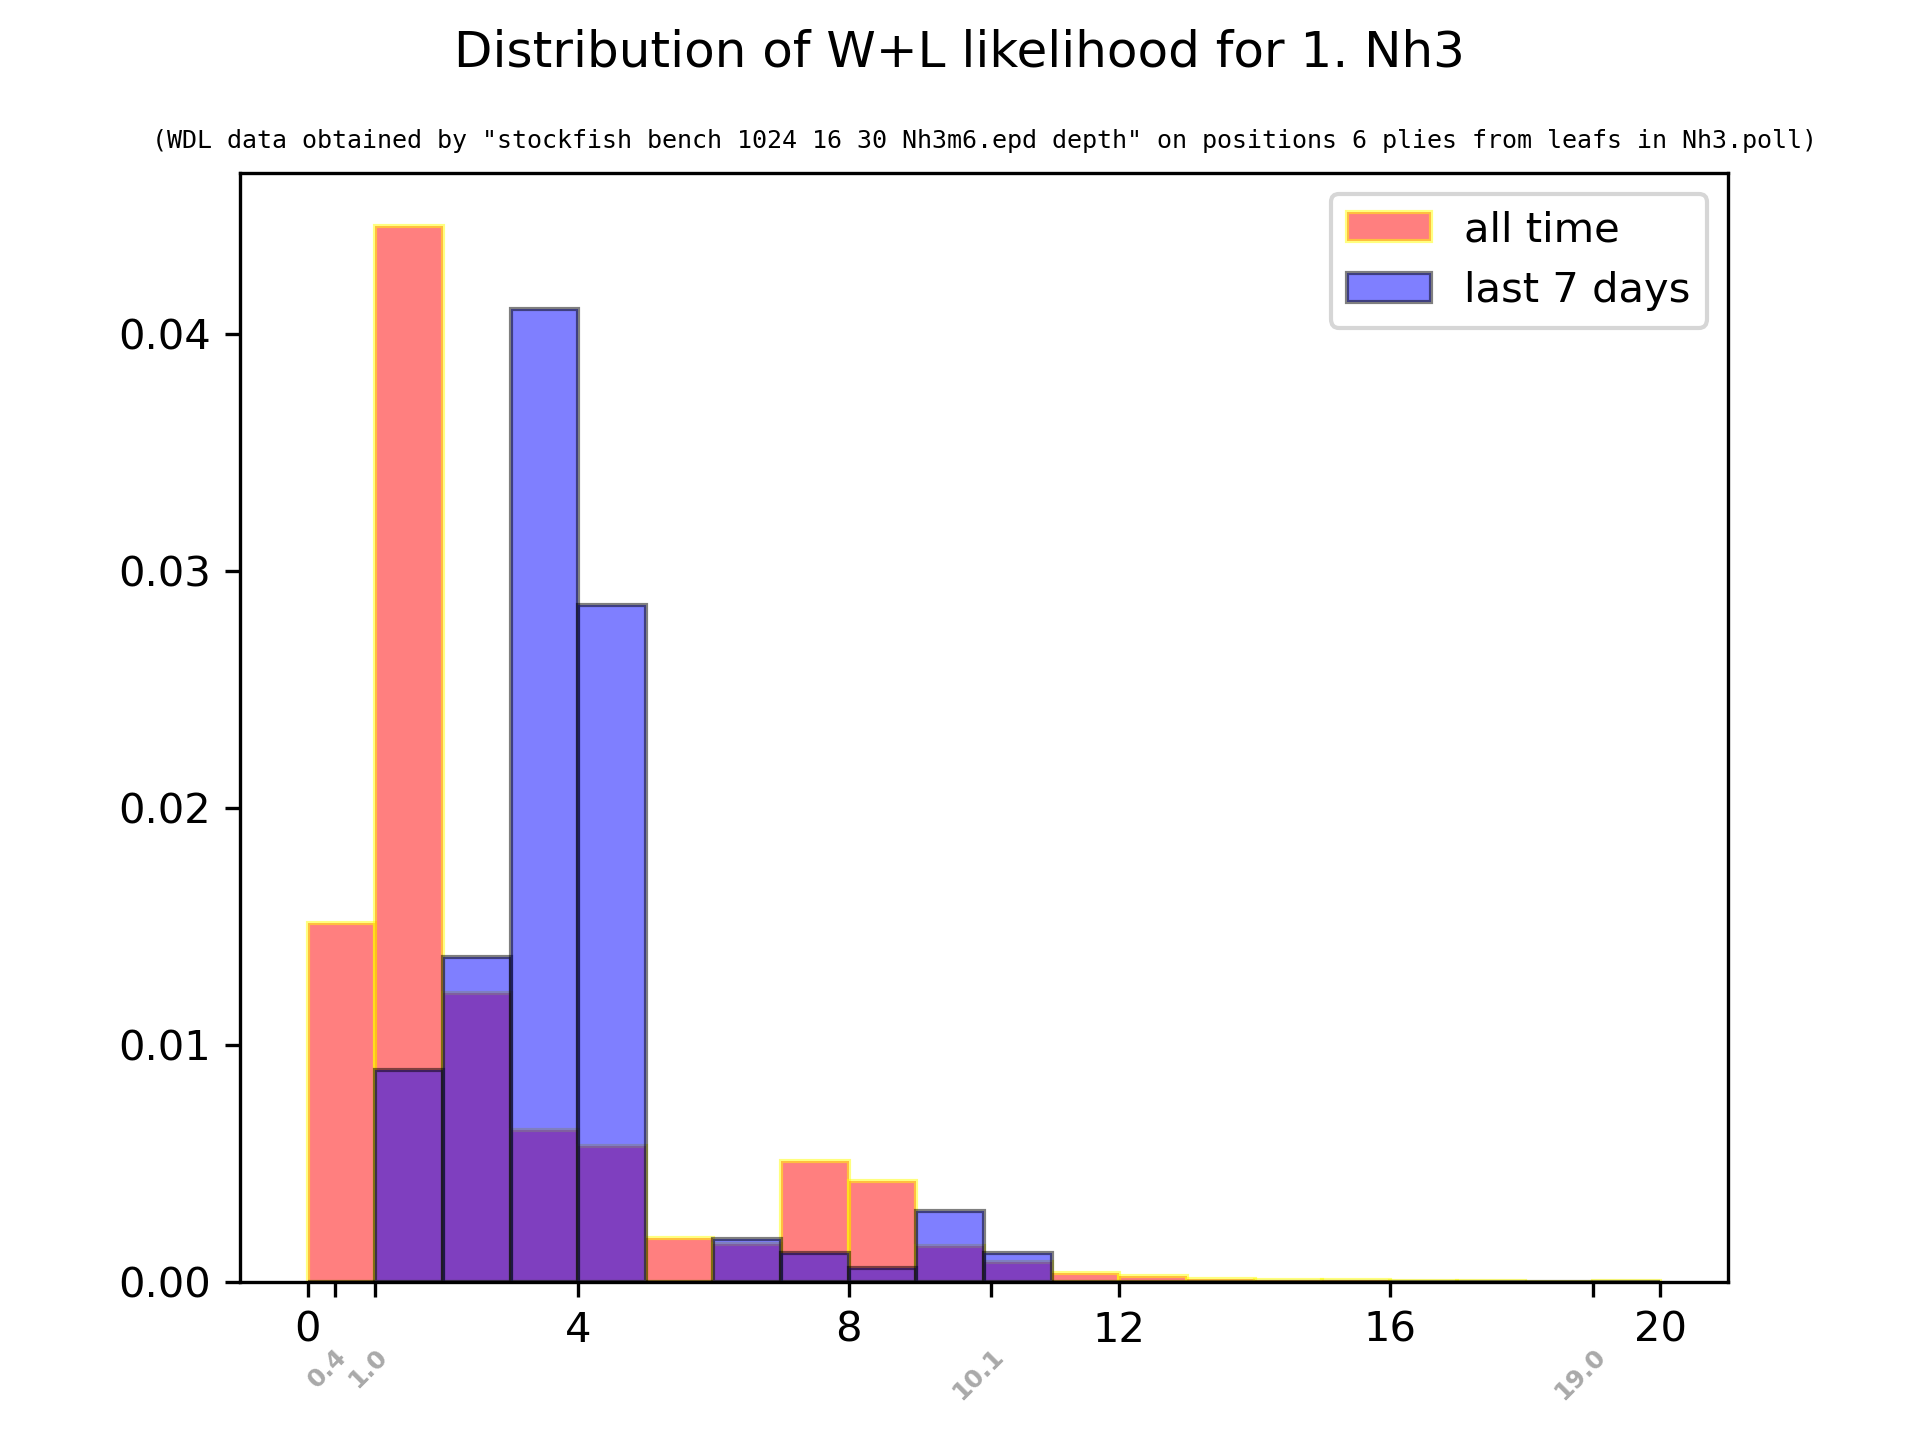 Distribution of W+L likelihood for 1. Nh3
(WDL data obtained by "stockfish bench 1024 16 30 Nh3m6.epd depth" on positions 6 plies from leafs in Nh3.poll)
all time
last 7 days
0.04
0.03
0.02
0.01
0.00
0 4 8 12 16 20
0.4 1.0 10.1 19.0